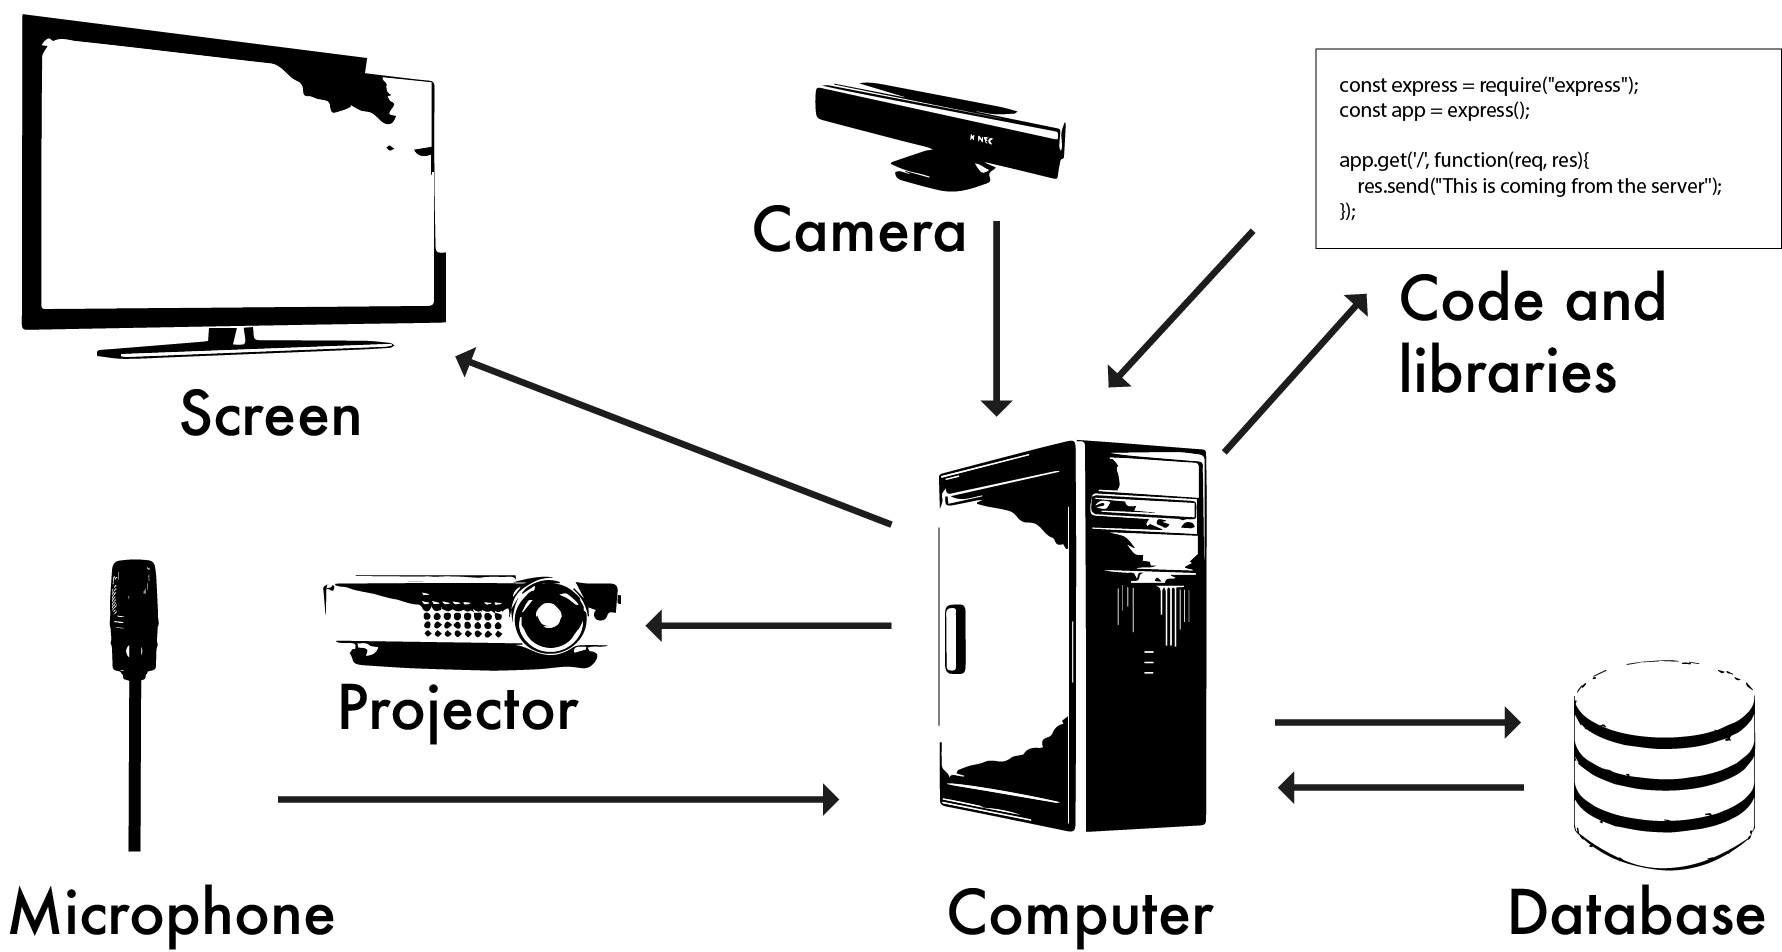 const express = require("express");
const app = express();
app.get('/', function(req, res){
res.send("This is coming from the server");
});
Camera
Code and
libraries
Screen
Projector
Microphone
Computer
Database